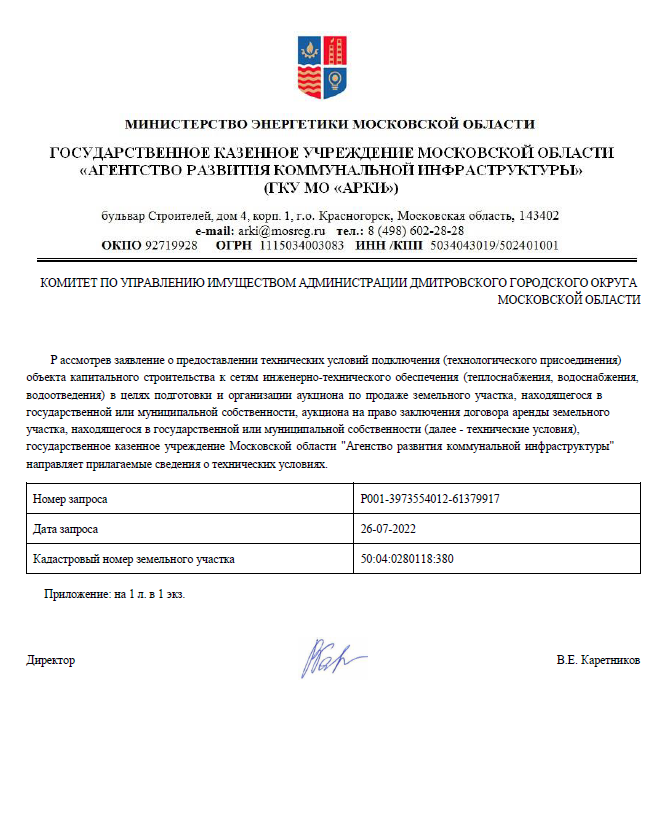 МИНИСТЕРСТВО ЭНЕРГЕТИКИ МОСКОВСКОЙ ОБЛАСТИ
ГОСУДАРСТВЕННОЕ КАЗЕННОЕ УЧРЕЖДЕНИЕ МОСКОВСКОЙ ОБЛАСТИ
«АГЕНТСТВО РАЗВИТИЯ КОММУНАЛЬНОЙ ИНФРАСТРУКТУРЫ»
(ГКУ МО «АРКИ»)
бульвар Строителей, дом 4, корп. 1, г.о. Красногорск, Московская область, 143402
e-mail: arki@mosreg.ru тел.: 8 (498) 602-28-28
ОКПО 92719928 ОГРН 1115034003083 ИНН /КПП 5034043019/502401001
КОМИТЕТ ПО УПРАВЛЕНИЮ ИМУЩЕСТВОМ АДМИНИСТРАЦИИ ДМИТРОВСКОГО ГОРОДСКОГО ОКРУГА
МОСКОВСКОЙ ОБЛАСТИ
Р ассмотрев заявление о предоставлении технических условий подключения (технологического присоединения)
объекта капитального строительства к сетям инженерно-технического обеспечения (теплоснабжения, водоснабжения,
водоотведения) в целях подготовки и организации аукциона по продаже земельного участка, находящегося в
государственной или муниципальной собственности, аукциона на право заключения договора аренды земельного
участка, находящегося в государственной или муниципальной собственности (далее - технические условия),
государственное казенное учреждение Московской области "Агенство развития коммунальной инфраструктуры"
направляет прилагаемые сведения о технических условиях.
Номер запроса P001-3973554012-61379917
Дата запроса 26-07-2022
Кадастровый номер земельного участка 50:04:0280118:380
Приложение: на 1 л. в 1 экз.
Директор В.Е. Каретников